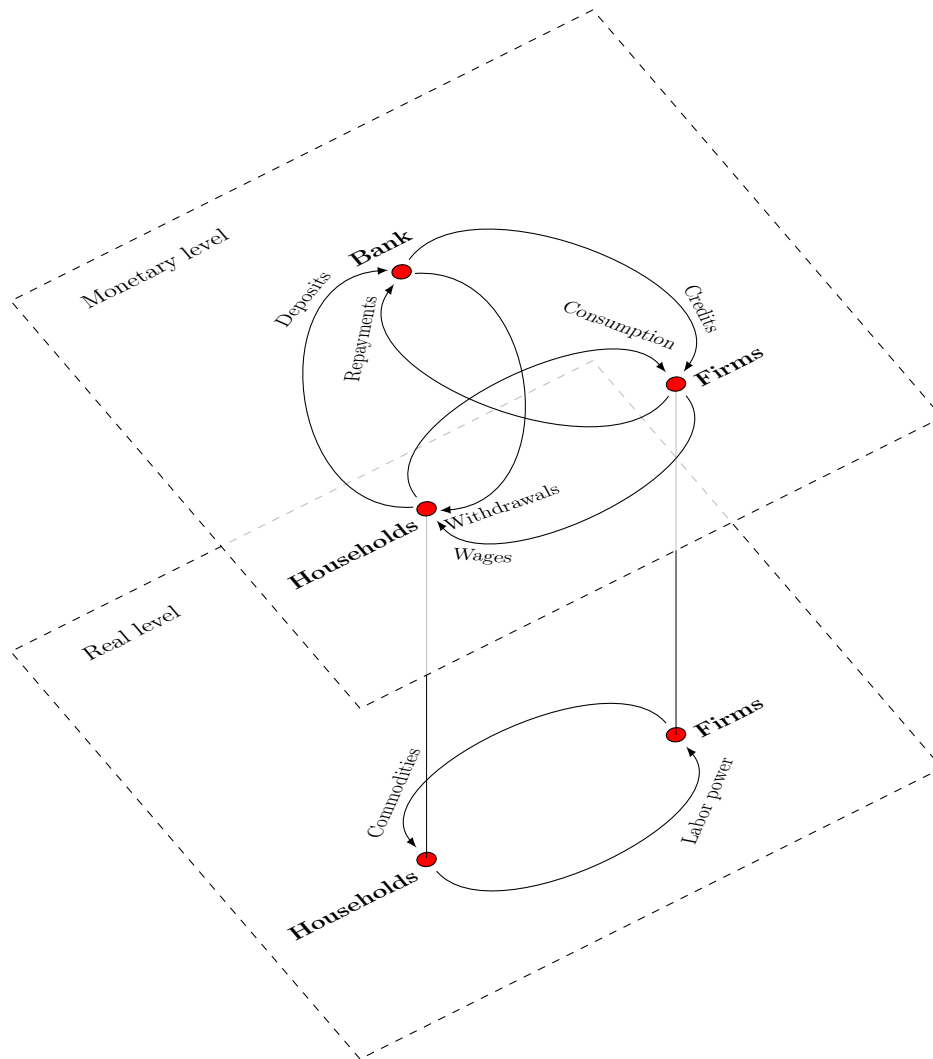 Monetary level
Bank
Deposits
Repayments
Credits
Consumption
Firms
Withdrawals
Households
Wages
Real level
Firms
Commodities
Labor power
Households